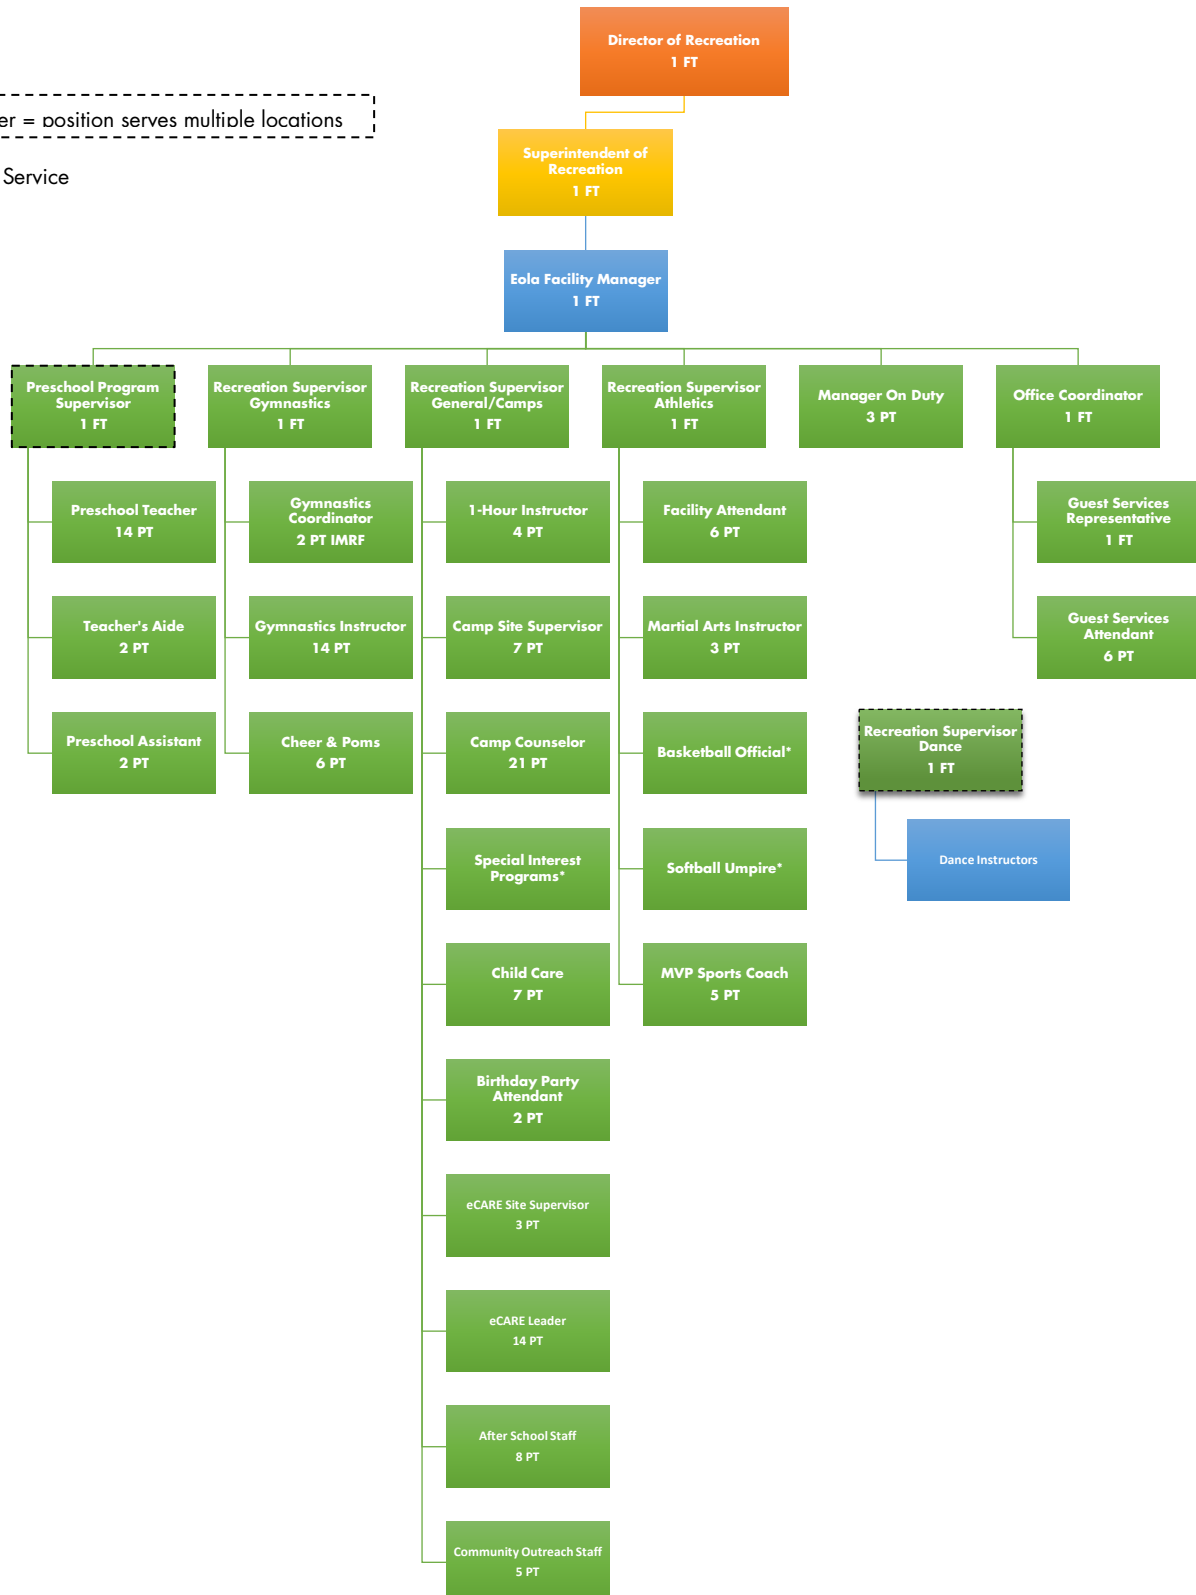 Director of Recreation
1 FT
er = position serves multiple locations
Service
Superintendent of
Recreation
1 FT
Eola Facility Manager
1 FT
Preschool Program
Supervisor
1 FT
Recreation Supervisor
Gymnastics
1 FT
Recreation Supervisor
General/Camps
1 FT
Recreation Supervisor
Athletics
1 FT
Manager On Duty
3 PT
Office Coordinator
1 FT
Preschool Teacher
14 PT
Teacher's Aide
2 PT
Preschool Assistant
2 PT
Gymnastics
Coordinator
2 PT IMRF
Gymnastics Instructor
14 PT
Cheer & Poms
6 PT
1-Hour Instructor
4 PT
Camp Site Supervisor
7 PT
Camp Counselor
21 PT
Special Interest
Programs*
Child Care
7 PT
Birthday Party
Attendant
2 PT
eCARE Site Supervisor
3 PT
eCARE Leader
14 PT
After School Staff
8 PT
Community Outreach Staff
5 PT
Facility Attendant
6 PT
Martial Arts Instructor
3 PT
Basketball Official*
Softball Umpire*
MVP Sports Coach
5 PT
Guest Services
Representative
1 FT
Guest Services
Attendant
6 PT
Recreation Supervisor
Dance
1 FT
Dance Instructors